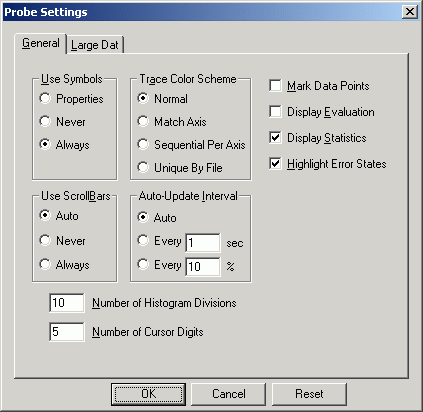 Probe Settings
General
Large Dat
Use Symbols
Properties
Never
Always
Trace Color Scheme
Normal
Match Axis
Sequential Per Axis
Unique By File
Mark Data Points
Display Evaluation
Display Statistics
Highlight Error States
Use ScrollBars
Auto
Never
Always
Auto-Update Interval
Auto
Every 1 sec
Every 10 %
10 Number of Histogram Divisions
5 Number of Cursor Digits
OK
Cancel
Reset